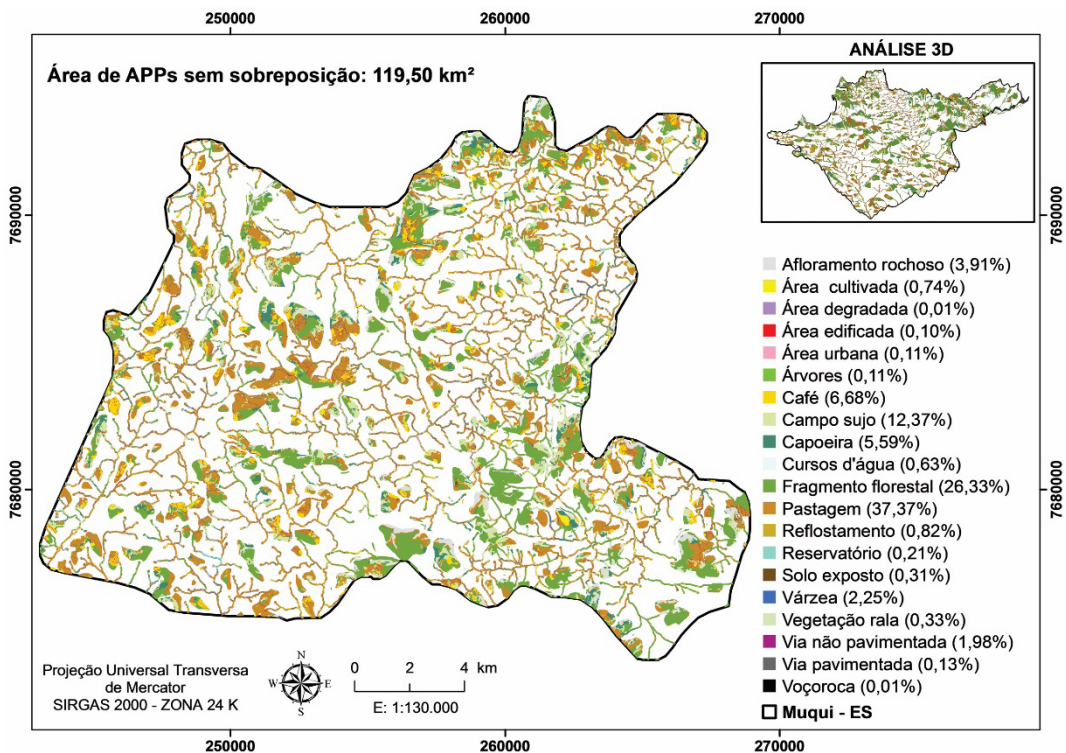 250000
260000
270000
Área de APPs sem sobreposição: 119,50 km²
ANÁLISE 3D
7690000
7690000
Afloramento rochoso (3,91%)
Área cultivada (0,74%)
Área degradada (0,01%)
Área edificada (0,10%)
Área urbana (0,11%)
Árvores (0,11%)
Café (6,68%)
Campo sujo (12,37%)
Capoeira (5,59%)
Cursos d'água (0,63%)
Fragmento florestal (26,33%)
Pastagem (37,37%)
Reflostamento (0,82%)
Reservatório (0,21%)
Solo exposto (0,31%)
Várzea (2,25%)
Vegetação rala (0,33%)
Via não pavimentada (1,98%)
Via pavimentada (0,13%)
Voçoroca (0,01%)
Muqui - ES
7680000
7680000
Projeção Universal Transversa
de Mercator
SIRGAS 2000 - ZONA 24 K
N
W
E
S
0 2 4 km
E: 1:130.000
250000
260000
270000